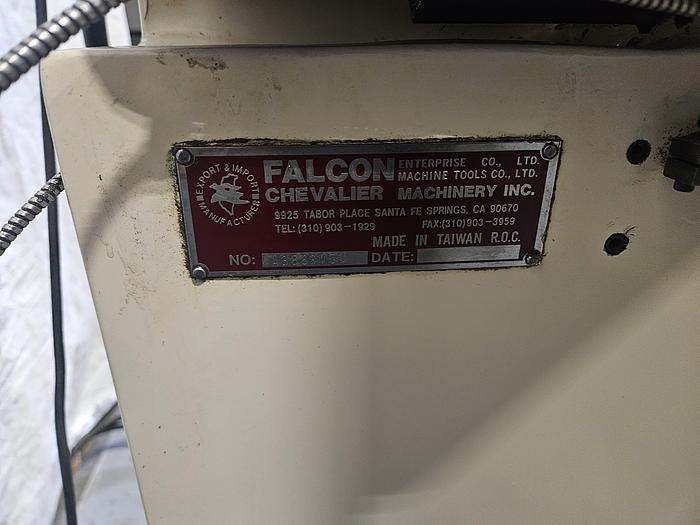 EXPORT & IMPORT
MANUFACTURER
FALCON ENTERPRISE CO., LTD.
MACHINE TOOLS CO., LTD.
CHEVALIER MACHINERY INC.
9925 TABOR PLACE SANTA FE SPRINGS, CA 90670
TEL:(310)903-1929 FAX:(310)903-3959
MADE IN TAIWAN R.O.C.
NO: DATE: